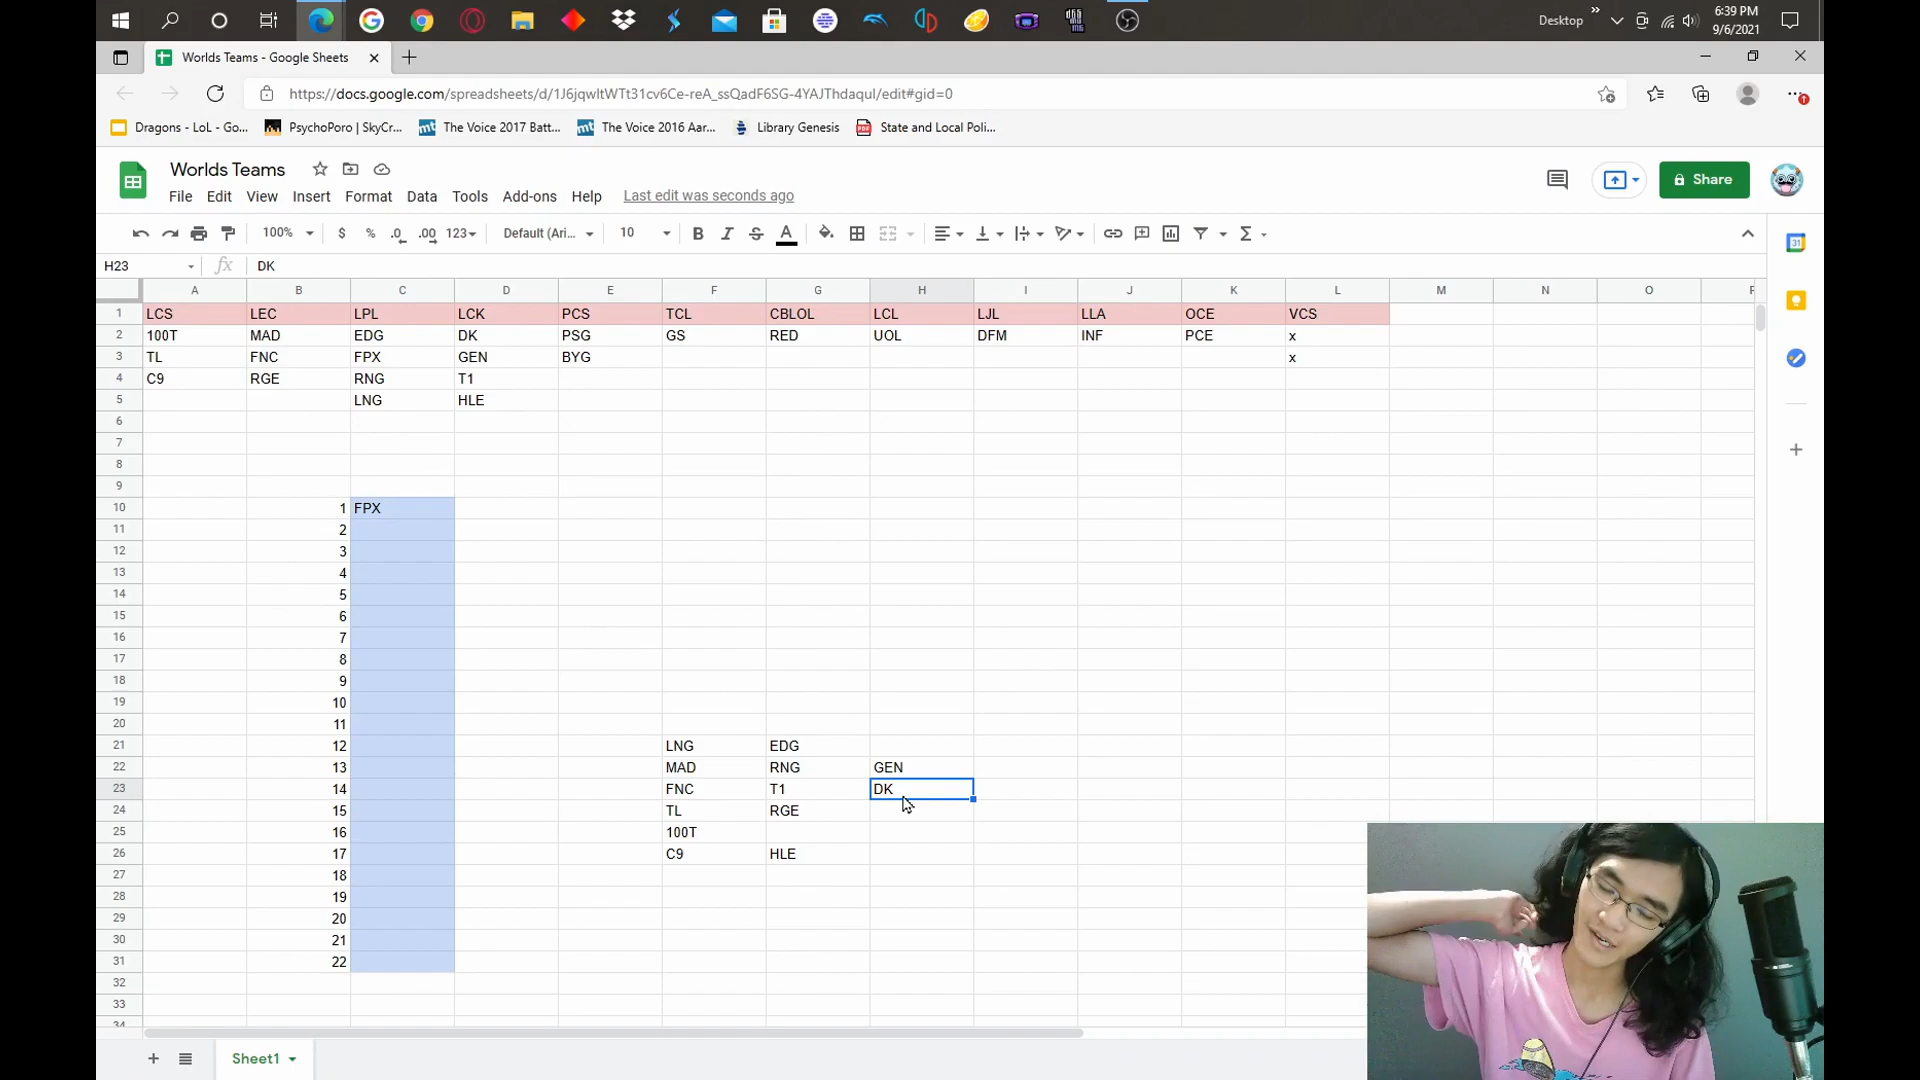 Desktop
6:39 PM
9/6/2021
Worlds Teams - Google Sheets
https://docs.google.com/spreadsheets/d/1J6jqwltWTt31cv6Ce-reA_ssQadF6SG-4YAJThdaquI/edit#gid=0
Dragons - LoL - Go... PsychoPoro | SkyCr... The Voice 2017 Batt... The Voice 2016 Aar... Library Genesis State and Local Poli...
Worlds Teams
Share
File Edit View Insert Format Data Tools Add-ons Help Last edit was seconds ago
100% $ % .0 .00 123 Default (Ari... 10 B I S A Σ
H23 fx DK
A B C D E F G H I J K L M N O P
1 LCS LEC LPL LCK PCS TCL CBLOL LCL LJL LLA OCE VCS
2 100T MAD EDG DK PSG GS RED UOL DFM INF PCE x
3 TL FNC FPX GEN BYG x
4 C9 RGE RNG T1
5 LNG HLE
6
7
8
9
10 1 FPX
11 2
12 3
13 4
14 5
15 6
16 7
17 8
18 9
19 10
20 11
21 12 LNG EDG
22 13 MAD RNG GEN
23 14 FNC T1 DK
24 15 TL RGE
25 16 100T
26 17 C9 HLE
27 18
28 19
29 20
30 21
31 22
32
33
34
Sheet1